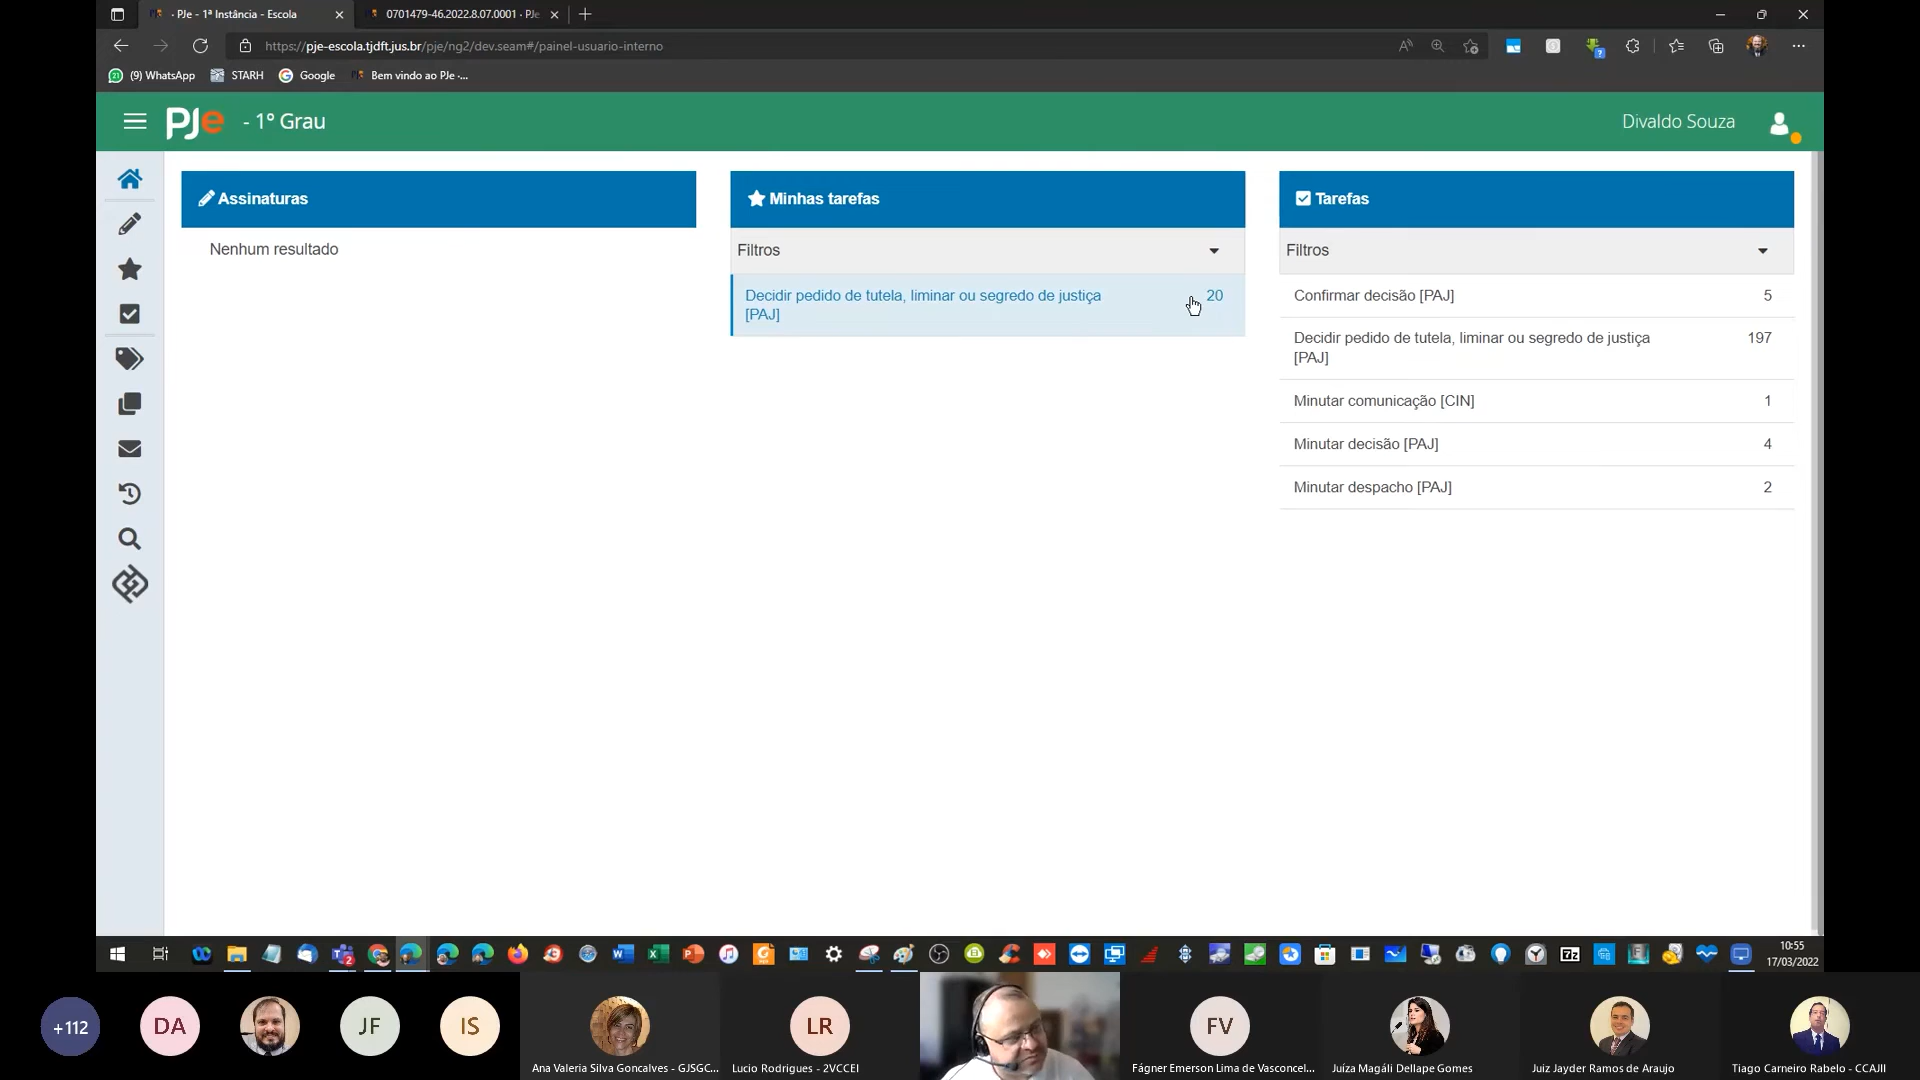 · PJe - 1ª Instância - Escola
0701479-46.2022.8.07.0001 · PJe
https://pje-escola.tjdft.jus.br/pje/ng2/dev.seam#/painel-usuario-interno
(9) WhatsApp
STARH
Google
Bem vindo ao PJe ·...
PJe - 1º Grau
Divaldo Souza
Assinaturas
Minhas tarefas
Tarefas
Nenhum resultado
Filtros
Filtros
Decidir pedido de tutela, liminar ou segredo de justiça
[PAJ]
20
Confirmar decisão [PAJ]
5
Decidir pedido de tutela, liminar ou segredo de justiça
[PAJ]
197
Minutar comunicação [CIN]
1
Minutar decisão [PAJ]
4
Minutar despacho [PAJ]
2
10:55
17/03/2022
+112
DA
JF
IS
LR
FV
Ana Valeria Silva Goncalves - GJSGC...
Lucio Rodrigues - 2VCCEI
Fágner Emerson Lima de Vasconcel...
Juíza Magáli Dellape Gomes
Juiz Jayder Ramos de Araujo
Tiago Carneiro Rabelo - CCAJII